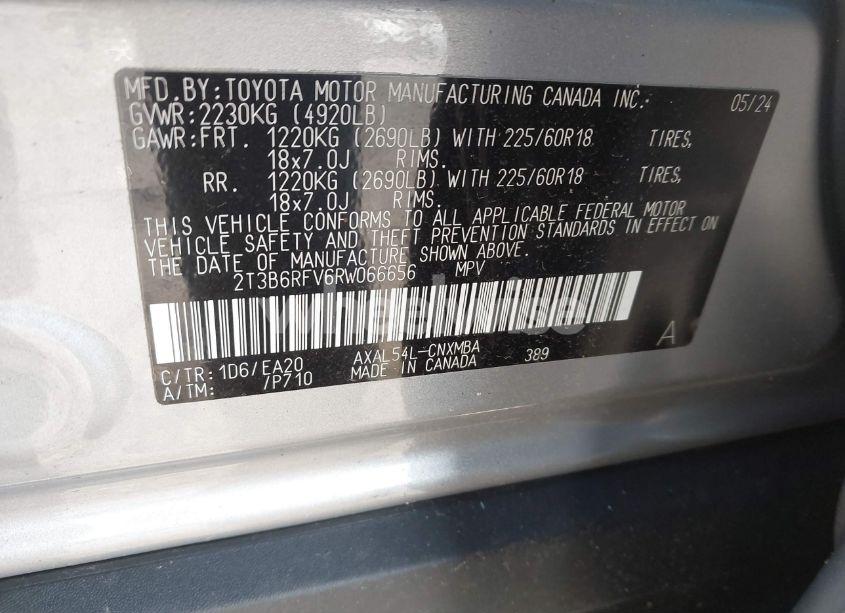 MFD.BY:TOYOTA MOTOR MANUFACTURING CANADA INC. 05/24
GVWR:2230KG (4920LB)
GAWR:FRT. 1220KG (2690LB) WITH 225/60R18 TIRES,
18x7.0J RIMS.
RR. 1220KG (2690LB) WITH 225/60R18 TIRES,
18x7.0J RIMS.
THIS VEHICLE CONFORMS TO ALL APPLICABLE FEDERAL MOTOR
VEHICLE SAFETY AND THEFT PREVENTION STANDARDS IN EFFECT ON
THE DATE OF MANUFACTURE SHOWN ABOVE.
2T3B6RFV6RW066656 MPV
C/TR: 1D6/EA20 AXAL54L-CNXMBA 389 A
A/TM: /P710 MADE IN CANADA